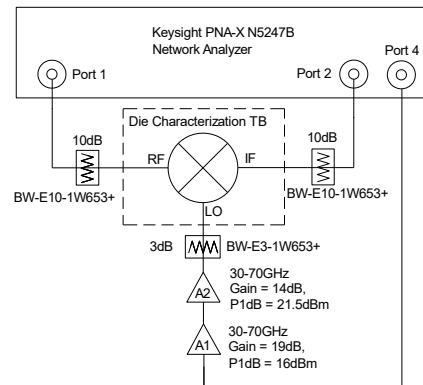 Keysight PNA-X N5247B
Network Analyzer
Port 1
Port 2
Port 4
Die Characterization TB
10dB
10dB
RF
IF
LO
BW-E10-1W653+
BW-E10-1W653+
3dB
BW-E3-1W653+
A2
30-70GHz
Gain = 14dB,
P1dB = 21.5dBm
A1
30-70GHz
Gain = 19dB,
P1dB = 16dBm